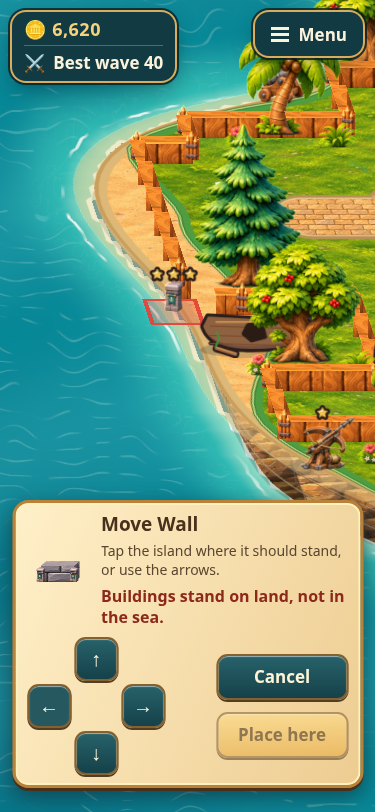 6,620
Best wave 40
Menu
Move Wall
Tap the island where it should stand,
or use the arrows.
Buildings stand on land, not in
the sea.
↑
← →
↓
Cancel
Place here